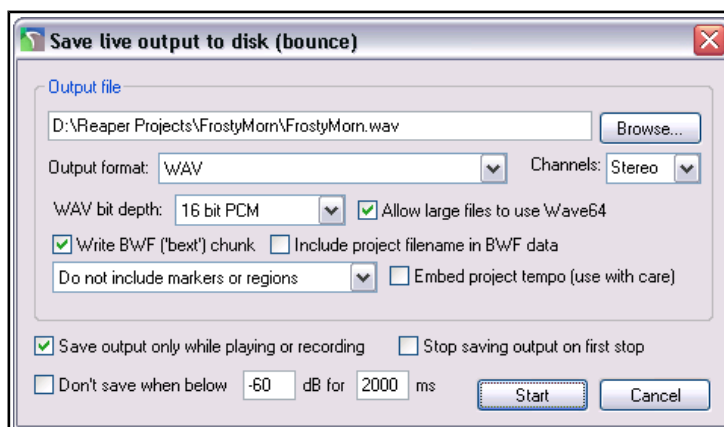 Save live output to disk (bounce)
Output file
D:\Reaper Projects\FrostyMorn\FrostyMorn.wav Browse...
Output format: WAV Channels: Stereo
WAV bit depth: 16 bit PCM Allow large files to use Wave64
Write BWF ('bext') chunk Include project filename in BWF data
Do not include markers or regions Embed project tempo (use with care)
Save output only while playing or recording Stop saving output on first stop
Don't save when below -60 dB for 2000 ms Start Cancel